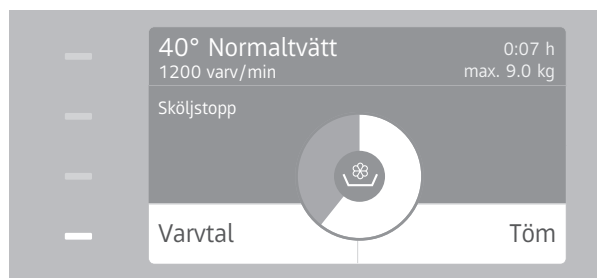 40° Normaltvätt
0:07 h
1200 varv/min
max. 9.0 kg
Sköljstopp
Varvtal
Töm